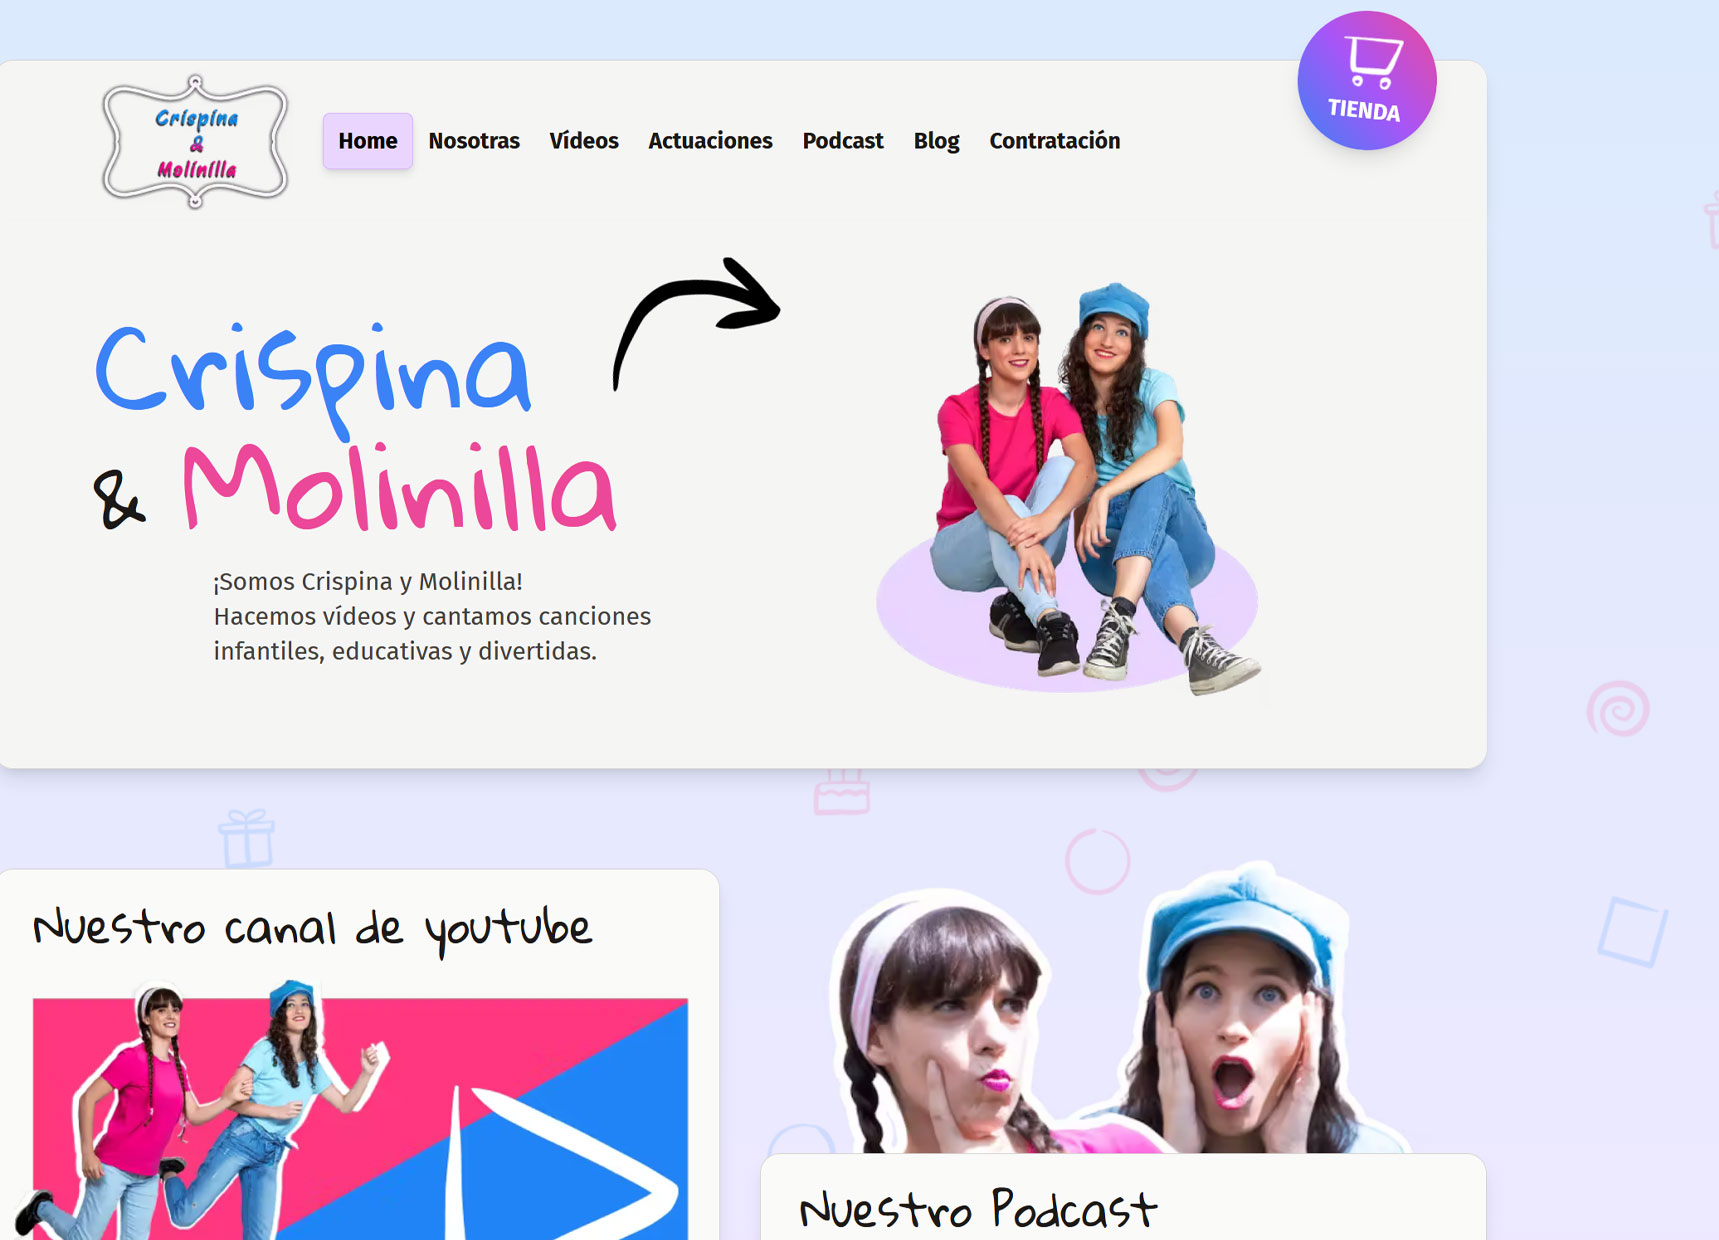 Crispina
&
Molinilla
Home Nosotras Vídeos Actuaciones Podcast Blog Contratación
TIENDA
Crispina
& Molinilla
¡Somos Crispina y Molinilla!
Hacemos vídeos y cantamos canciones
infantiles, educativas y divertidas.
Nuestro canal de youtube
Nuestro Podcast